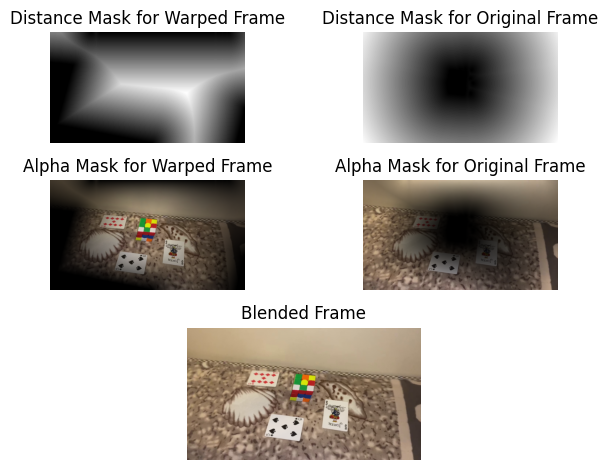 Distance Mask for Warped Frame
Distance Mask for Original Frame
Alpha Mask for Warped Frame
Alpha Mask for Original Frame
Blended Frame